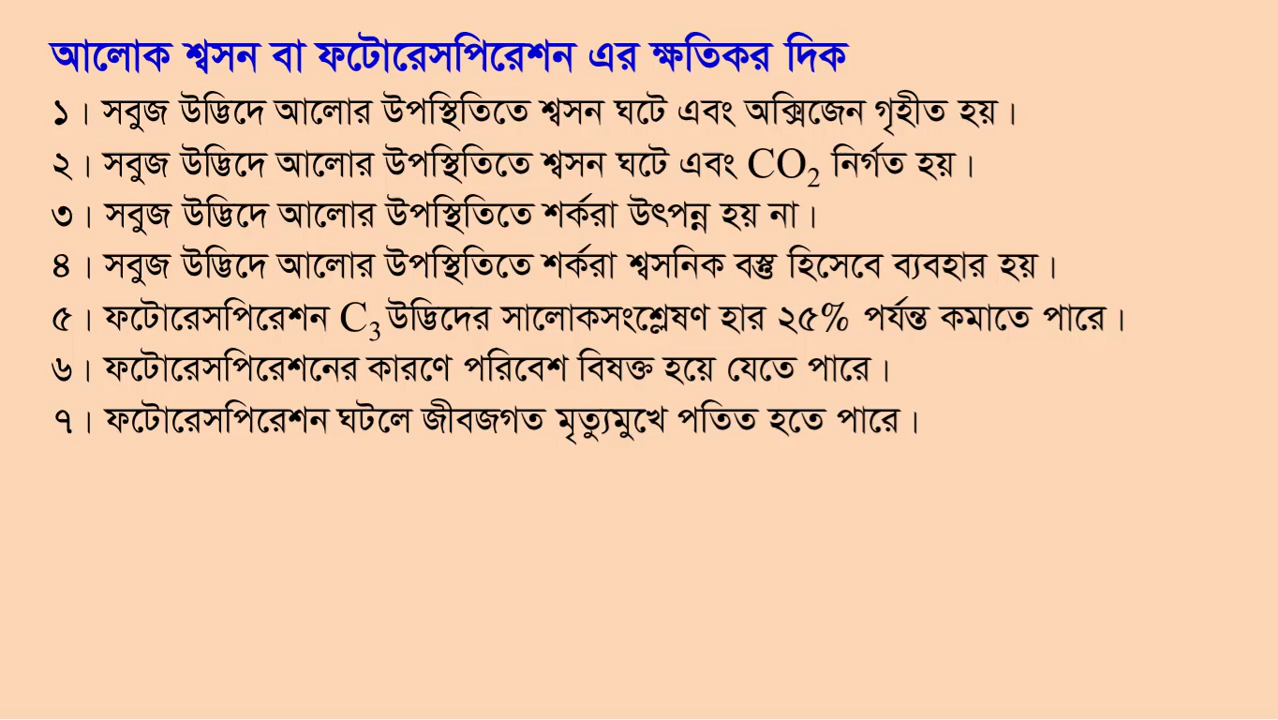 আলোক শ্বসন বা ফটোরেসপিরেশন এর ক্ষতিকর দিক
১। সবুজ উদ্ভিদে আলোর উপস্থিতিতে শ্বসন ঘটে এবং অক্সিজেন গৃহীত হয়।
২। সবুজ উদ্ভিদে আলোর উপস্থিতিতে শ্বসন ঘটে এবং CO₂ নির্গত হয়।
৩। সবুজ উদ্ভিদে আলোর উপস্থিতিতে শর্করা উৎপন্ন হয় না।
৪। সবুজ উদ্ভিদে আলোর উপস্থিতিতে শর্করা শ্বসনিক বস্তু হিসেবে ব্যবহার হয়।
৫। ফটোরেসপিরেশন C₃ উদ্ভিদের সালোকসংশ্লেষণ হার ২৫% পর্যন্ত কমাতে পারে।
৬। ফটোরেসপিরেশনের কারণে পরিবেশ বিষক্ত হয়ে যেতে পারে।
৭। ফটোরেসপিরেশন ঘটলে জীবজগত মৃত্যুমুখে পতিত হতে পারে।